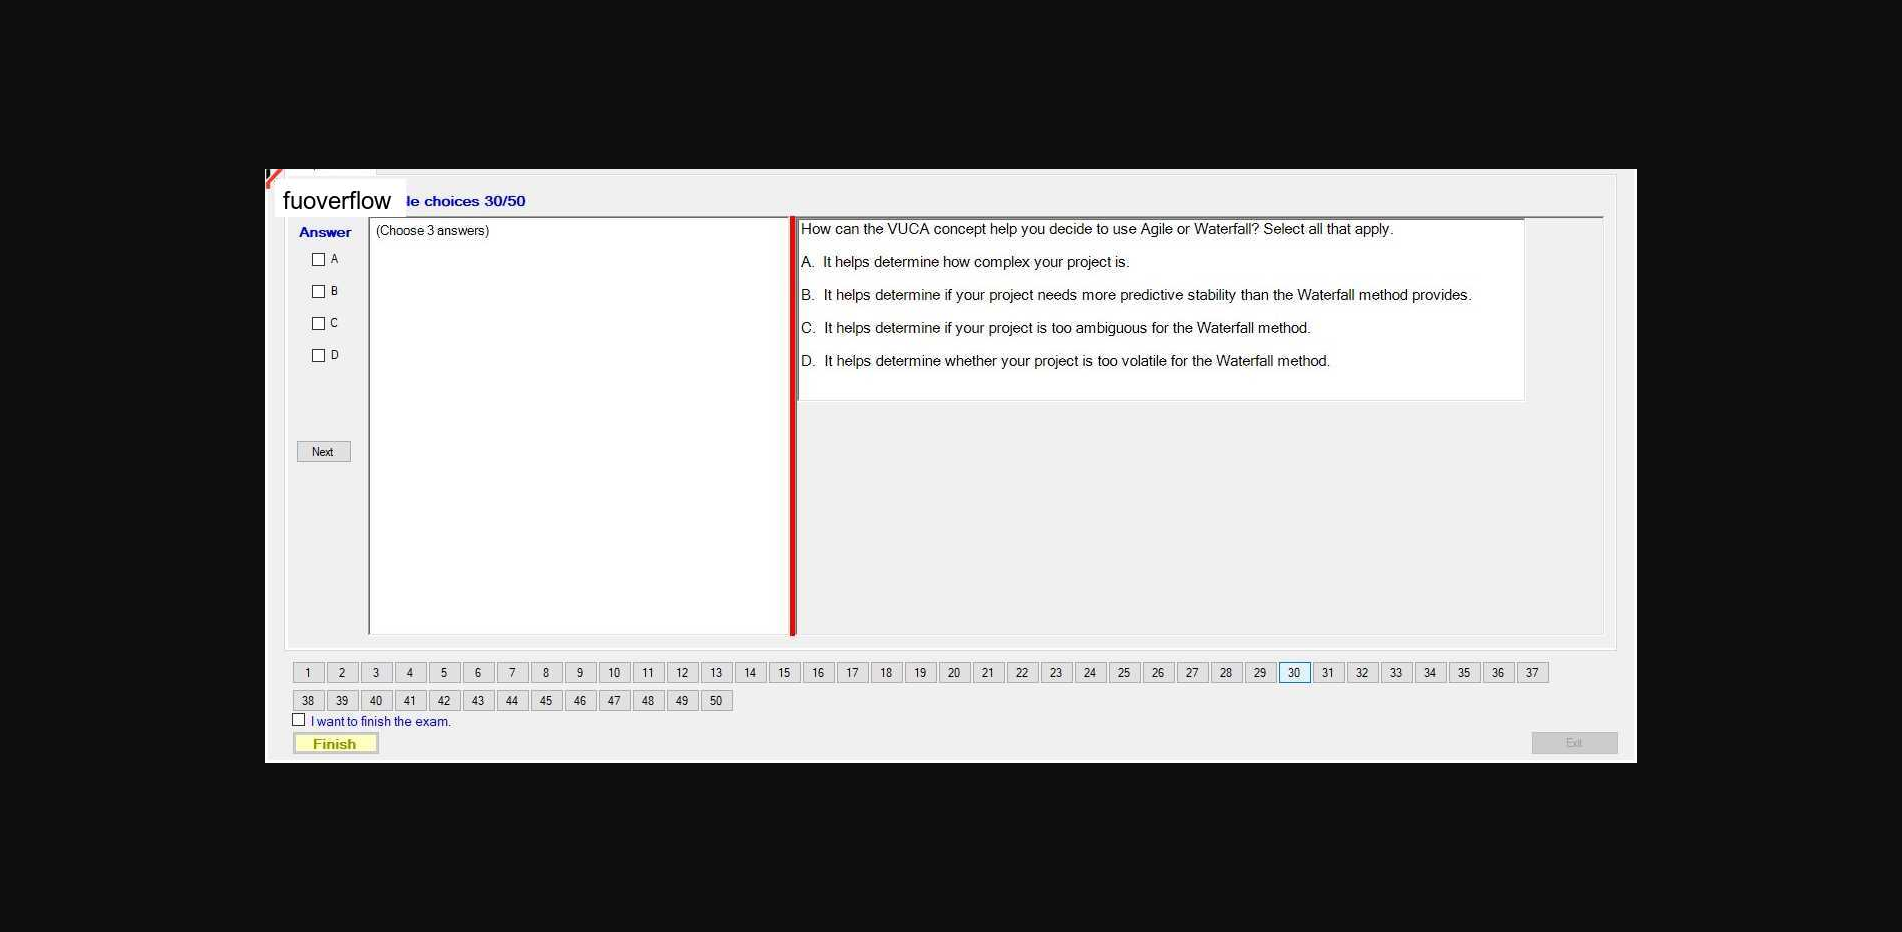 fuoverflow
le choices 30/50
Answer
(Choose 3 answers)
A
B
C
D
Next
How can the VUCA concept help you decide to use Agile or Waterfall? Select all that apply.
A. It helps determine how complex your project is.
B. It helps determine if your project needs more predictive stability than the Waterfall method provides.
C. It helps determine if your project is too ambiguous for the Waterfall method.
D. It helps determine whether your project is too volatile for the Waterfall method.
1 2 3 4 5 6 7 8 9 10 11 12 13 14 15 16 17 18 19 20 21 22 23 24 25 26 27 28 29 30 31 32 33 34 35 36 37
38 39 40 41 42 43 44 45 46 47 48 49 50
I want to finish the exam.
Finish
Exit